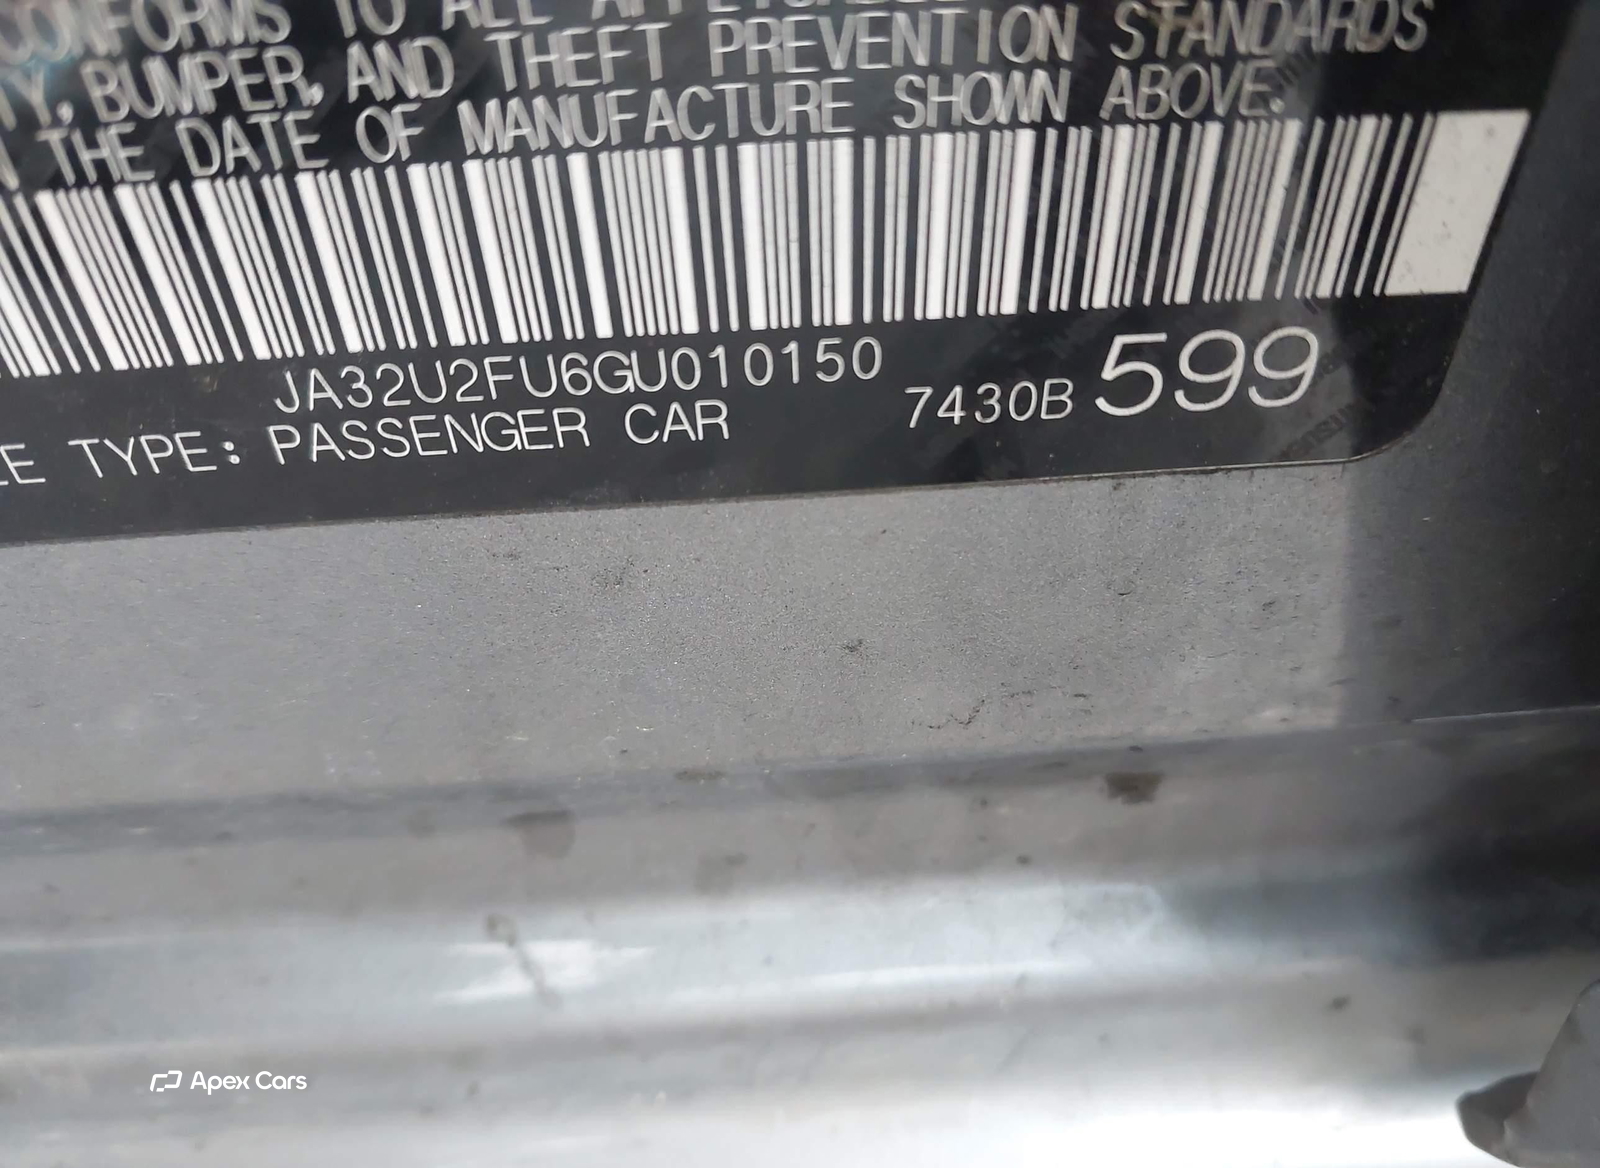 CONFORMS TO ALL
TY, BUMPER, AND THEFT PREVENTION STANDARDS
N THE DATE OF MANUFACTURE SHOWN ABOVE.
JA32U2FU6GU010150
LE TYPE: PASSENGER CAR 7430B 599
Apex Cars